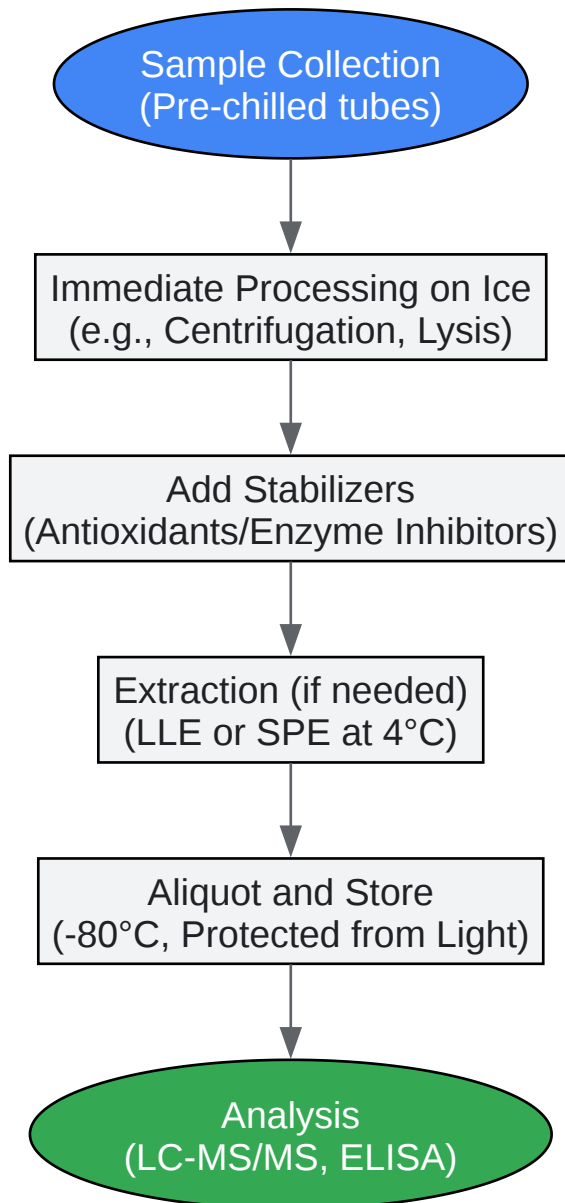 Sample Collection
(Pre-chilled tubes)
Immediate Processing on Ice
(e.g., Centrifugation, Lysis)
Add Stabilizers
(Antioxidants/Enzyme Inhibitors)
Extraction (if needed)
(LLE or SPE at 4°C)
Aliquot and Store
(-80°C, Protected from Light)
Analysis
(LC-MS/MS, ELISA)